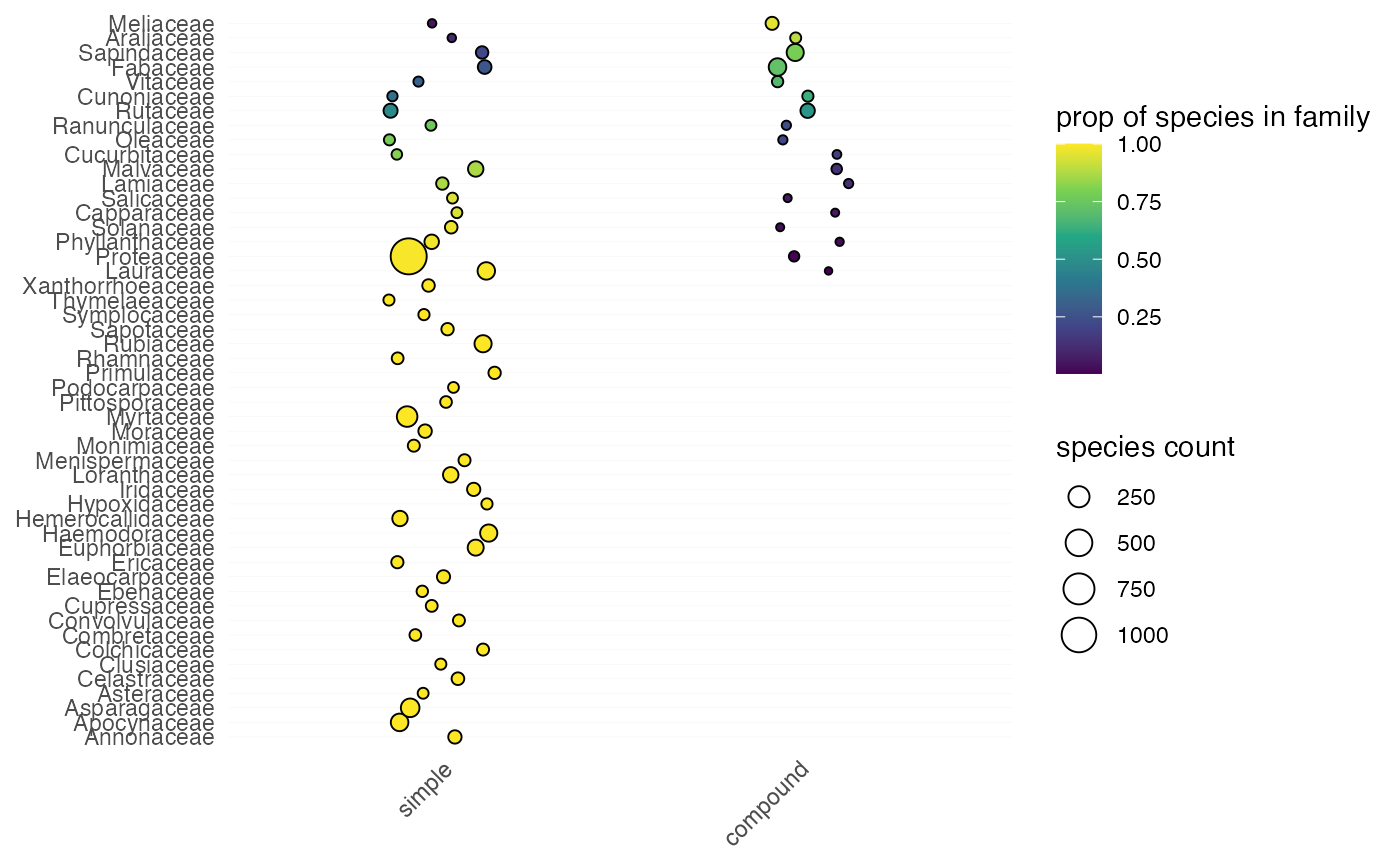 Meliaceae
Araliaceae
Sapindaceae
Fabaceae
Vitaceae
Cunoniaceae
Rutaceae
Ranunculaceae
Oleaceae
Cucurbitaceae
Malvaceae
Lamiaceae
Salicaceae
Capparaceae
Solanaceae
Phyllanthaceae
Proteaceae
Lauraceae
Xanthorrhoeaceae
Thymelaeaceae
Symplocaceae
Sapotaceae
Rubiaceae
Rhamnaceae
Primulaceae
Podocarpaceae
Pittosporaceae
Myrtaceae
Moraceae
Monimiaceae
Menispermaceae
Loranthaceae
Iridaceae
Hypoxidaceae
Hemerocallidaceae
Haemodoraceae
Euphorbiaceae
Ericaceae
Elaeocarpaceae
Ebenaceae
Cupressaceae
Convolvulaceae
Combretaceae
Colchicaceae
Clusiaceae
Celastraceae
Asteraceae
Asparagaceae
Apocynaceae
Annonaceae
simple
compound
prop of species in family
1.00
0.75
0.50
0.25
species count
250
500
750
1000